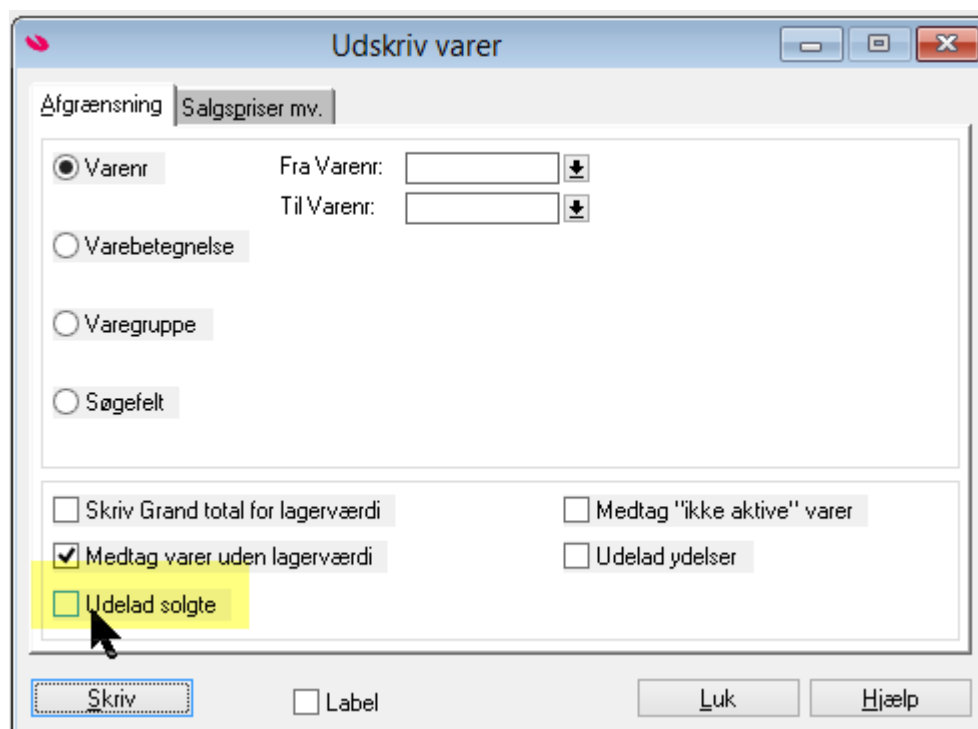 Udskriv varer
Afgrænsning Salgspriser mv.
Varenr Fra Varenr:
Til Varenr:
Varebetegnelse
Varegruppe
Søgefelt
Skriv Grand total for lagerværdi Medtag "ikke aktive" varer
Medtag varer uden lagerværdi Udelad ydelser
Udelad solgte
Skriv Label Luk Hjælp